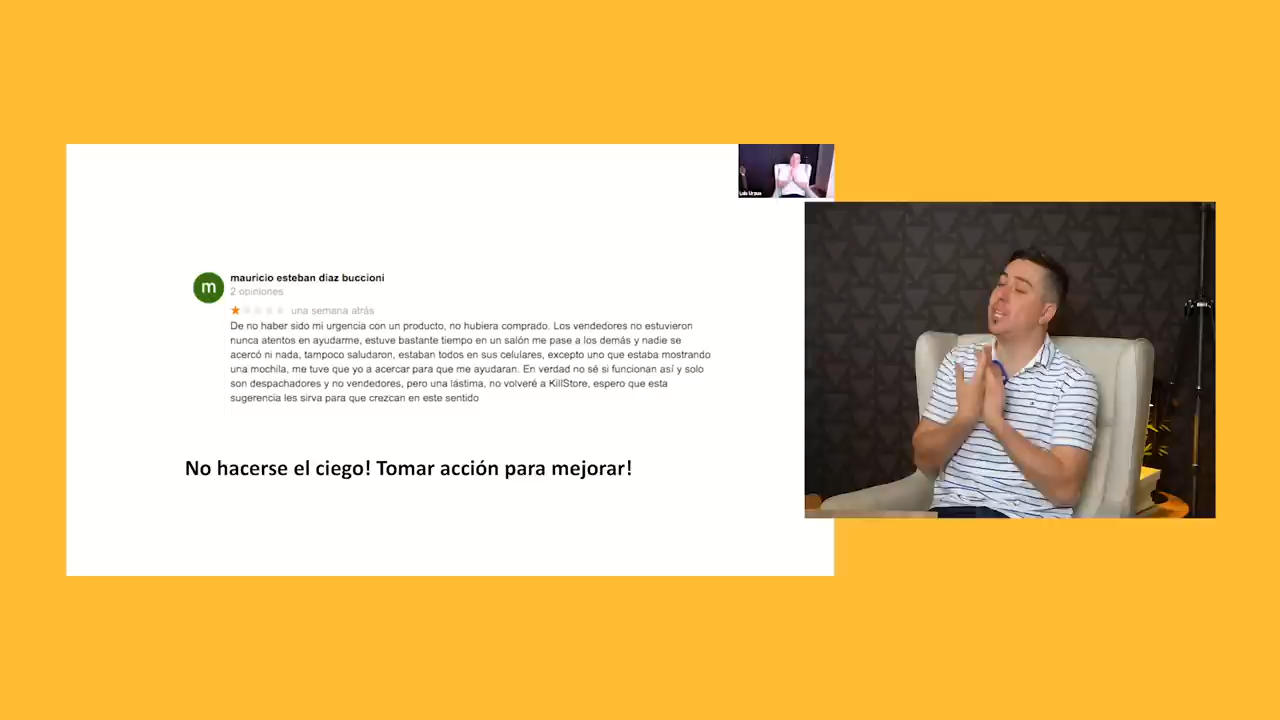 mauricio esteban diaz buccioni
m
2 opiniones
una semana atrás
De no haber sido mi urgencia con un producto, no hubiera comprado. Los vendedores no estuvieron
nunca atentos en ayudarme, estuve bastante tiempo en un salón me pase a los demás y nadie se
acercó ni nada, tampoco saludaron, estaban todos en sus celulares, excepto uno que estaba mostrando
una mochila, me tuve que yo a acercar para que me ayudaran. En verdad no sé si funcionan así y solo
son despachadores y no vendedores, pero una lástima, no volveré a KillStore, espero que esta
sugerencia les sirva para que crezcan en este sentido
No hacerse el ciego! Tomar acción para mejorar!